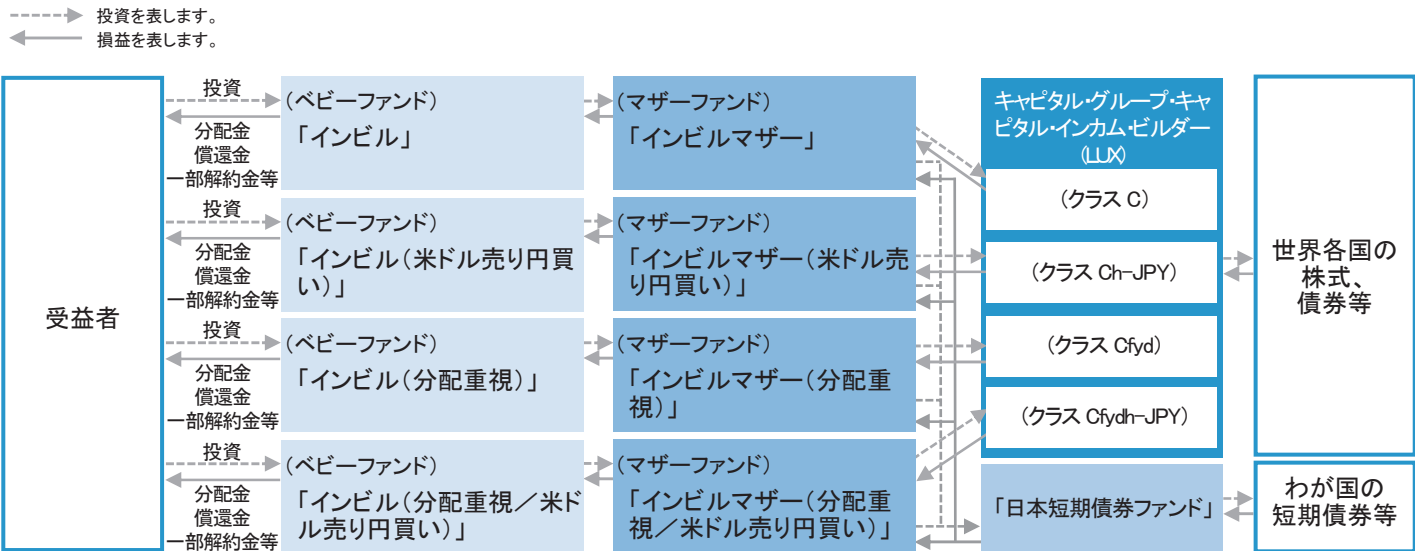 投資を表します。
損益を表します。
受益者
投資
分配金
償還金
一部解約金等
(ベビーファンド)
「インビル」
(マザーファンド)
「インビルマザー」
投資
分配金
償還金
一部解約金等
(ベビーファンド)
「インビル(米ドル売り円買
い)」
(マザーファンド)
「インビルマザー(米ドル売
り円買い)」
投資
分配金
償還金
一部解約金等
(ベビーファンド)
「インビル(分配重視)」
(マザーファンド)
「インビルマザー(分配重
視)」
投資
分配金
償還金
一部解約金等
(ベビーファンド)
「インビル(分配重視/米ド
ル売り円買い)」
(マザーファンド)
「インビルマザー(分配重
視/米ドル売り円買い)」
キャピタル・グループ・キャ
ピタル・インカム・ビルダー
(LUX)
(クラス C)
(クラス Ch-JPY)
(クラス Cfyd)
(クラス Cfydh-JPY)
「日本短期債券ファンド」
世界各国の
株式、
債券等
わが国の
短期債券等